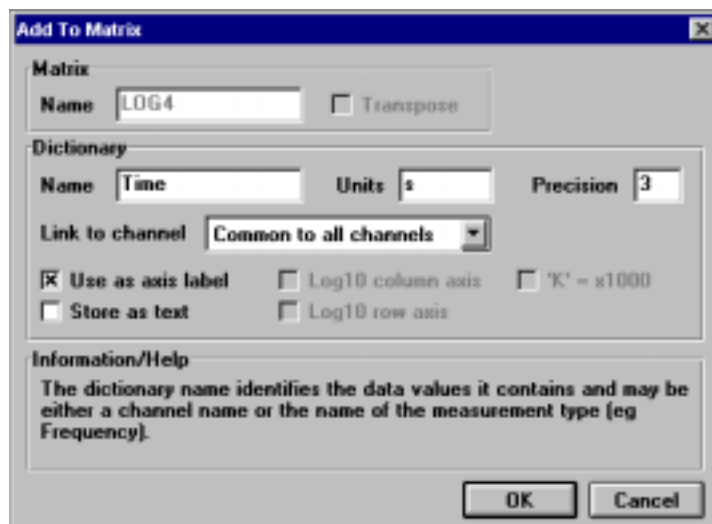 Add To Matrix
Matrix
Name LOG4 Transpose
Dictionary
Name Time Units s Precision 3
Link to channel Common to all channels
Use as axis label Log10 column axis 'K' = x1000
Store as text Log10 row axis
Information/Help
The dictionary name identifies the data values it contains and may be
either a channel name or the name of the measurement type (eg
Frequency).
OK Cancel